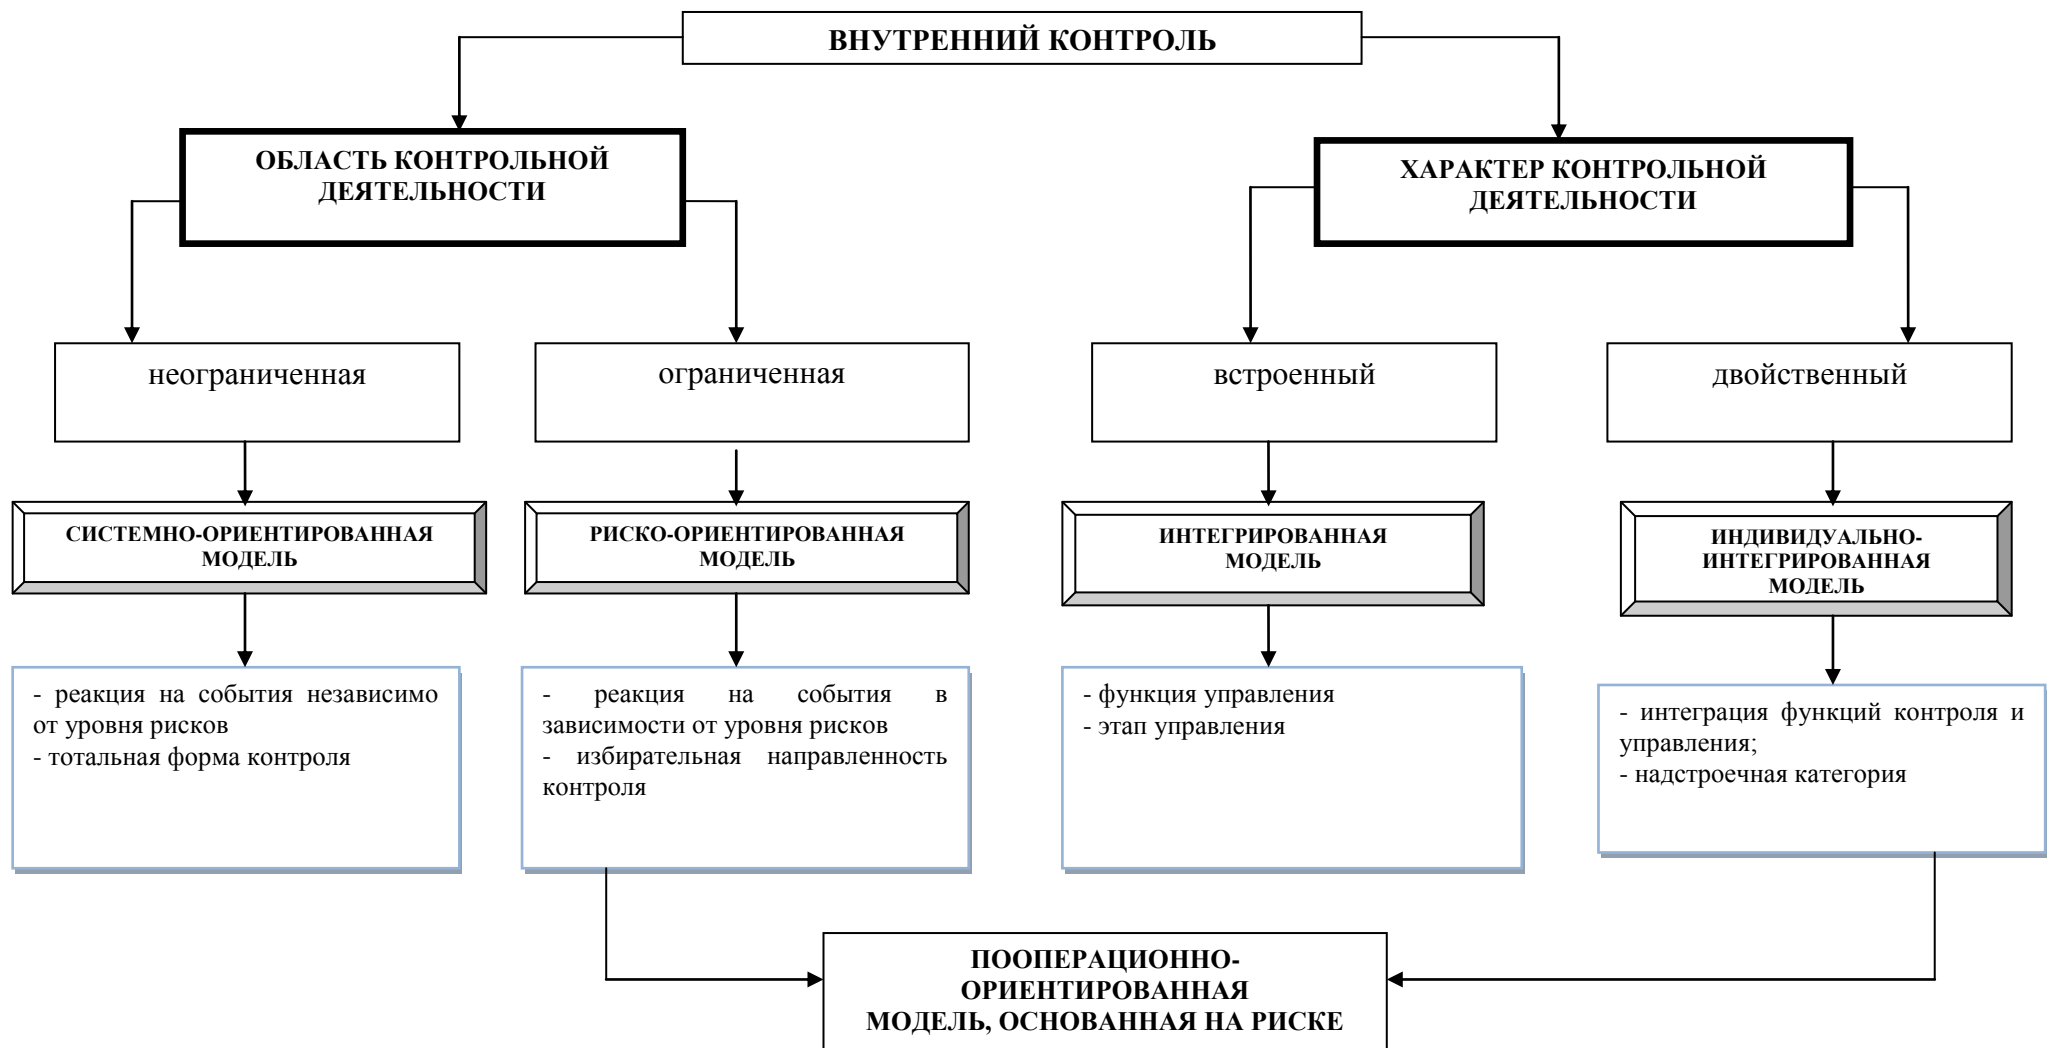 ВНУТРЕННИЙ КОНТРОЛЬ
ОБЛАСТЬ КОНТРОЛЬНОЙ
ДЕЯТЕЛЬНОСТИ
ХАРАКТЕР КОНТРОЛЬНОЙ
ДЕЯТЕЛЬНОСТИ
неограниченная
ограниченная
встроенный
двойственный
СИСТЕМНО-ОРИЕНТИРОВАННАЯ
МОДЕЛЬ
РИСКО-ОРИЕНТИРОВАННАЯ
МОДЕЛЬ
ИНТЕГРИРОВАННАЯ
МОДЕЛЬ
ИНДИВИДУАЛЬНО-
ИНТЕГРИРОВАННАЯ
МОДЕЛЬ
- реакция на события независимо
от уровня рисков
- тотальная форма контроля
- реакция на события в
зависимости от уровня рисков
- избирательная направленность
контроля
- функция управления
- этап управления
- интеграция функций контроля и
управления;
- надстроечная категория
ПООПЕРАЦИОННО-
ОРИЕНТИРОВАННАЯ
МОДЕЛЬ, ОСНОВАННАЯ НА РИСКЕ